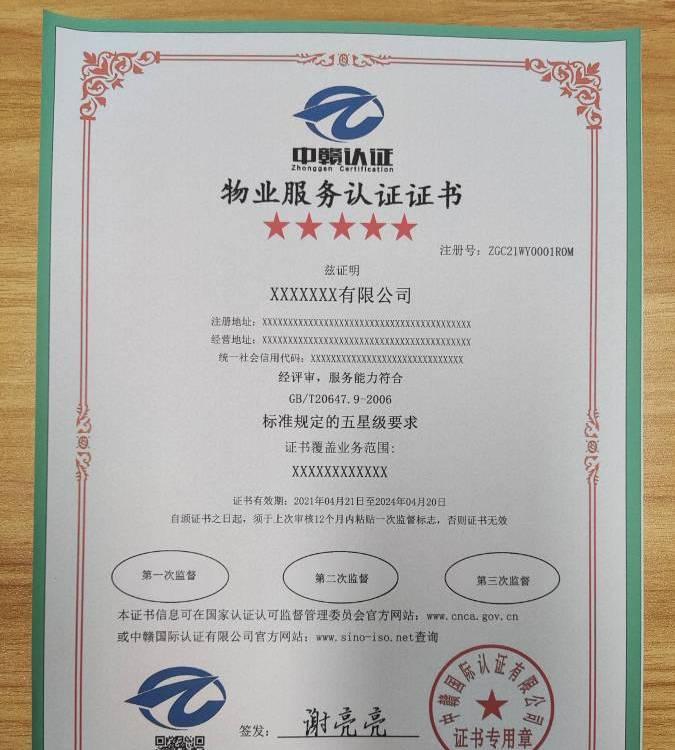 中赣认证
Zhonggan Certification
物业服务认证证书
注册号：ZGC21WY0001R0M
兹证明
XXXXXXX有限公司
注册地址：XXXXXXXXXXXXXXXXXXXXXXXXXXXXXXXXXXXXXXXXX
经营地址：XXXXXXXXXXXXXXXXXXXXXXXXXXXXXXXXXXXXXXXXX
统一社会信用代码：XXXXXXXXXXXXXXXXXXXXXXXXXXXXXX
经评审，服务能力符合
GB/T20647.9-2006
标准规定的五星级要求
证书覆盖业务范围：
XXXXXXXXXXXX
证书有效期：2021年04月21日至2024年04月20日
自颁证书之日起，须于上次审核12个月内粘贴一次监督标志，否则证书无效
第一次监督 第二次监督 第三次监督
本证书信息可在国家认证认可监督管理委员会官方网站：www.cnca.gov.cn
或中赣国际认证有限公司官方网站：www.sino-iso.net查询
签发：谢亮亮
中赣国际认证有限公司
证书专用章